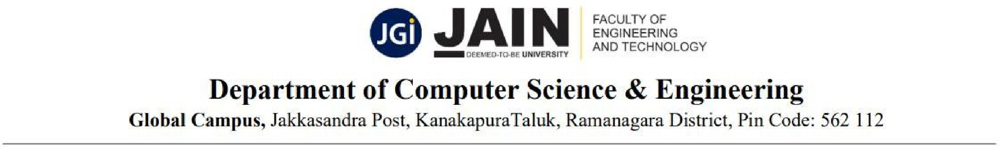 JGi JAIN
DEEMED-TO-BE UNIVERSITY
FACULTY OF
ENGINEERING
AND TECHNOLOGY
Department of Computer Science & Engineering
Global Campus, Jakkasandra Post, KanakapuraTaluk, Ramanagara District, Pin Code: 562 112